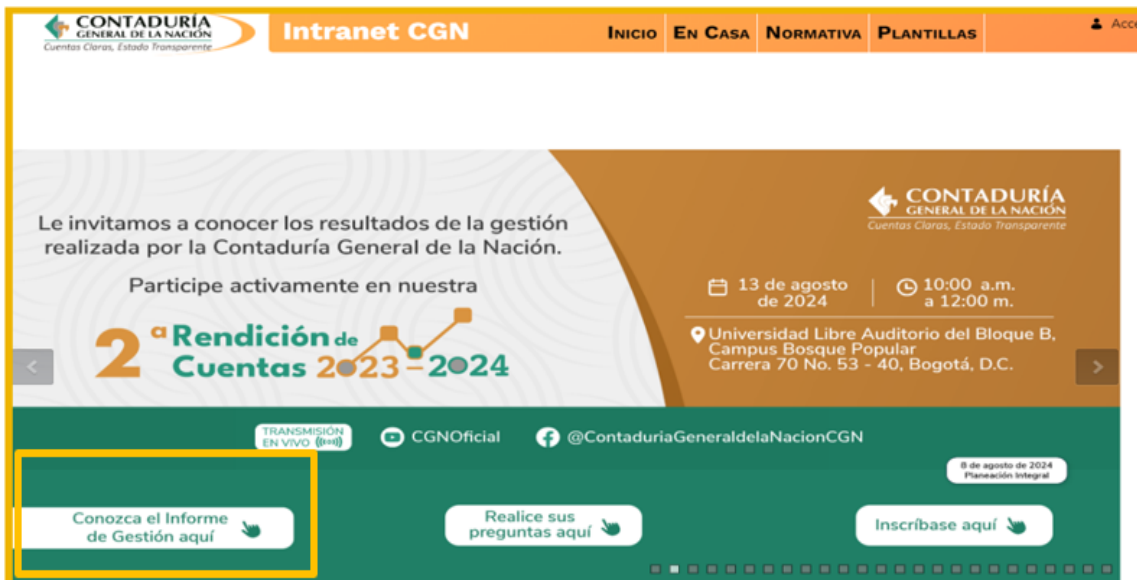 CONTADURÍA
GENERAL DE LA NACIÓN
Cuentas Claras, Estado Transparente
Intranet CGN
INICIO EN CASA NORMATIVA PLANTILLAS
Acce
Le invitamos a conocer los resultados de la gestión
realizada por la Contaduría General de la Nación.
Participe activamente en nuestra
2ª Rendición de
Cuentas 2023-2024
CONTADURÍA
GENERAL DE LA NACIÓN
Cuentas Claras, Estado Transparente
13 de agosto
de 2024
10:00 a.m.
a 12:00 m.
Universidad Libre Auditorio del Bloque B,
Campus Bosque Popular
Carrera 70 No. 53 - 40, Bogotá, D.C.
TRANSMISIÓN
EN VIVO
CGNOficial
@ContaduriaGeneraldelaNacionCGN
8 de agosto de 2024
Planeación Integral
Conozca el Informe
de Gestión aquí
Realice sus
preguntas aquí
Inscríbase aquí